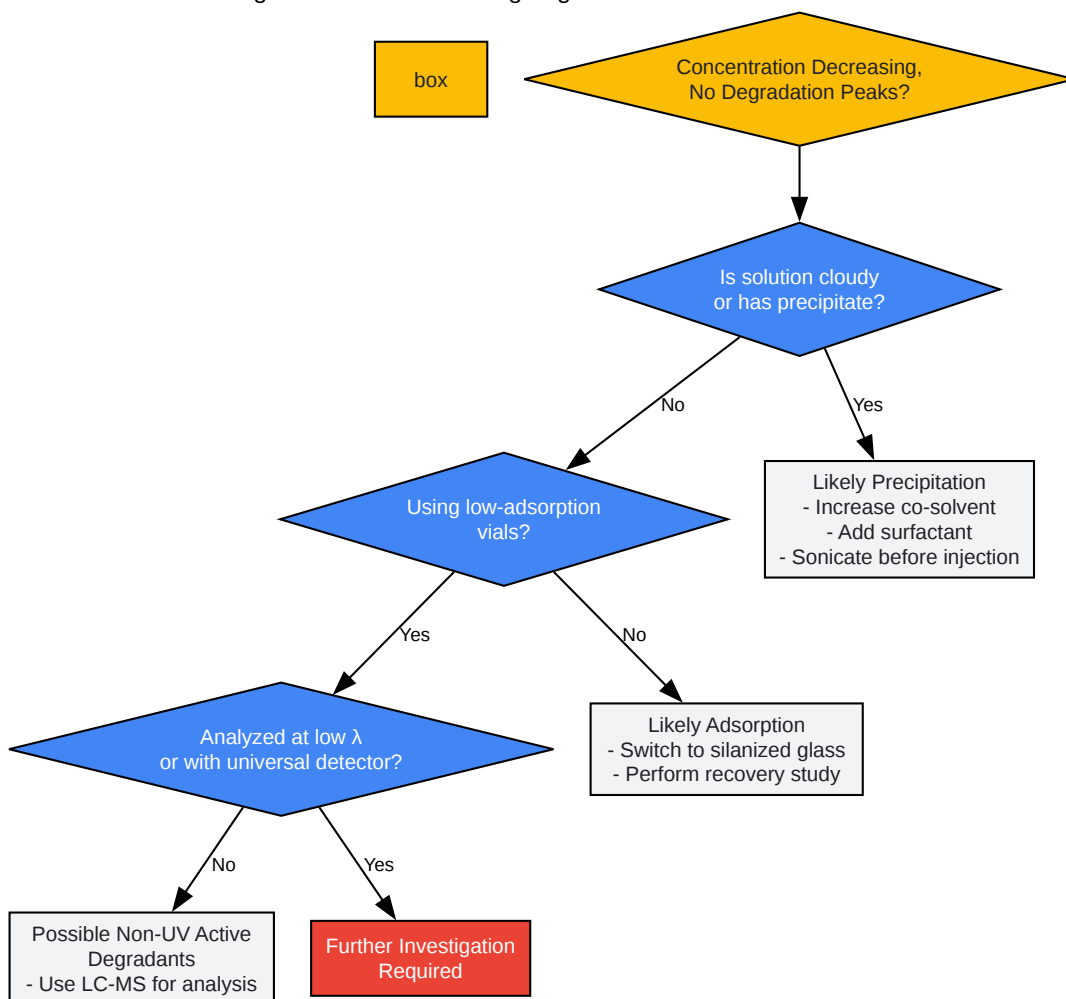 box
Concentration Decreasing,
No Degradation Peaks?
Is solution cloudy
or has precipitate?
No
Yes
Using low-adsorption
vials?
Likely Precipitation
- Increase co-solvent
- Add surfactant
- Sonicate before injection
Yes
No
Analyzed at low λ
or with universal detector?
Likely Adsorption
- Switch to silanized glass
- Perform recovery study
No
Yes
Possible Non-UV Active
Degradants
- Use LC-MS for analysis
Further Investigation
Required